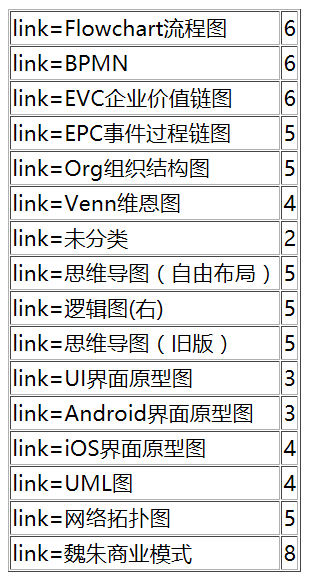 link=Flowchart流程图 6
link=BPMN 6
link=EVC企业价值链图 6
link=EPC事件过程链图 5
link=Org组织结构图 5
link=Venn维恩图 4
link=未分类 2
link=思维导图（自由布局） 5
link=逻辑图(右) 5
link=思维导图（旧版） 5
link=UI界面原型图 3
link=Android界面原型图 3
link=iOS界面原型图 4
link=UML图 4
link=网络拓扑图 5
link=魏朱商业模式 8